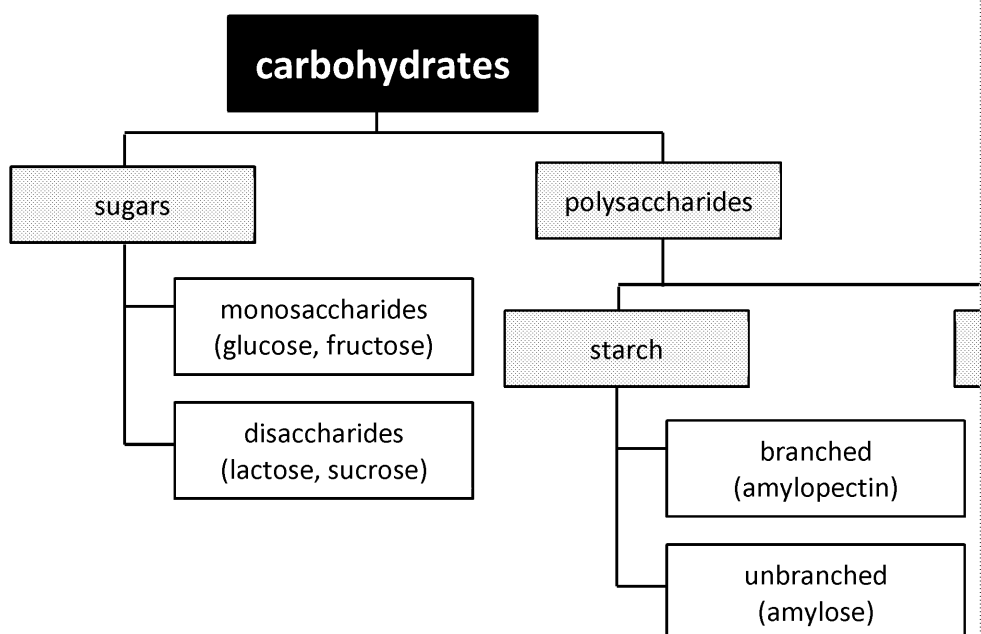 carbohydrates
sugars
polysaccharides
monosaccharides
(glucose, fructose)
starch
disaccharides
(lactose, sucrose)
branched
(amylopectin)
unbranched
(amylose)